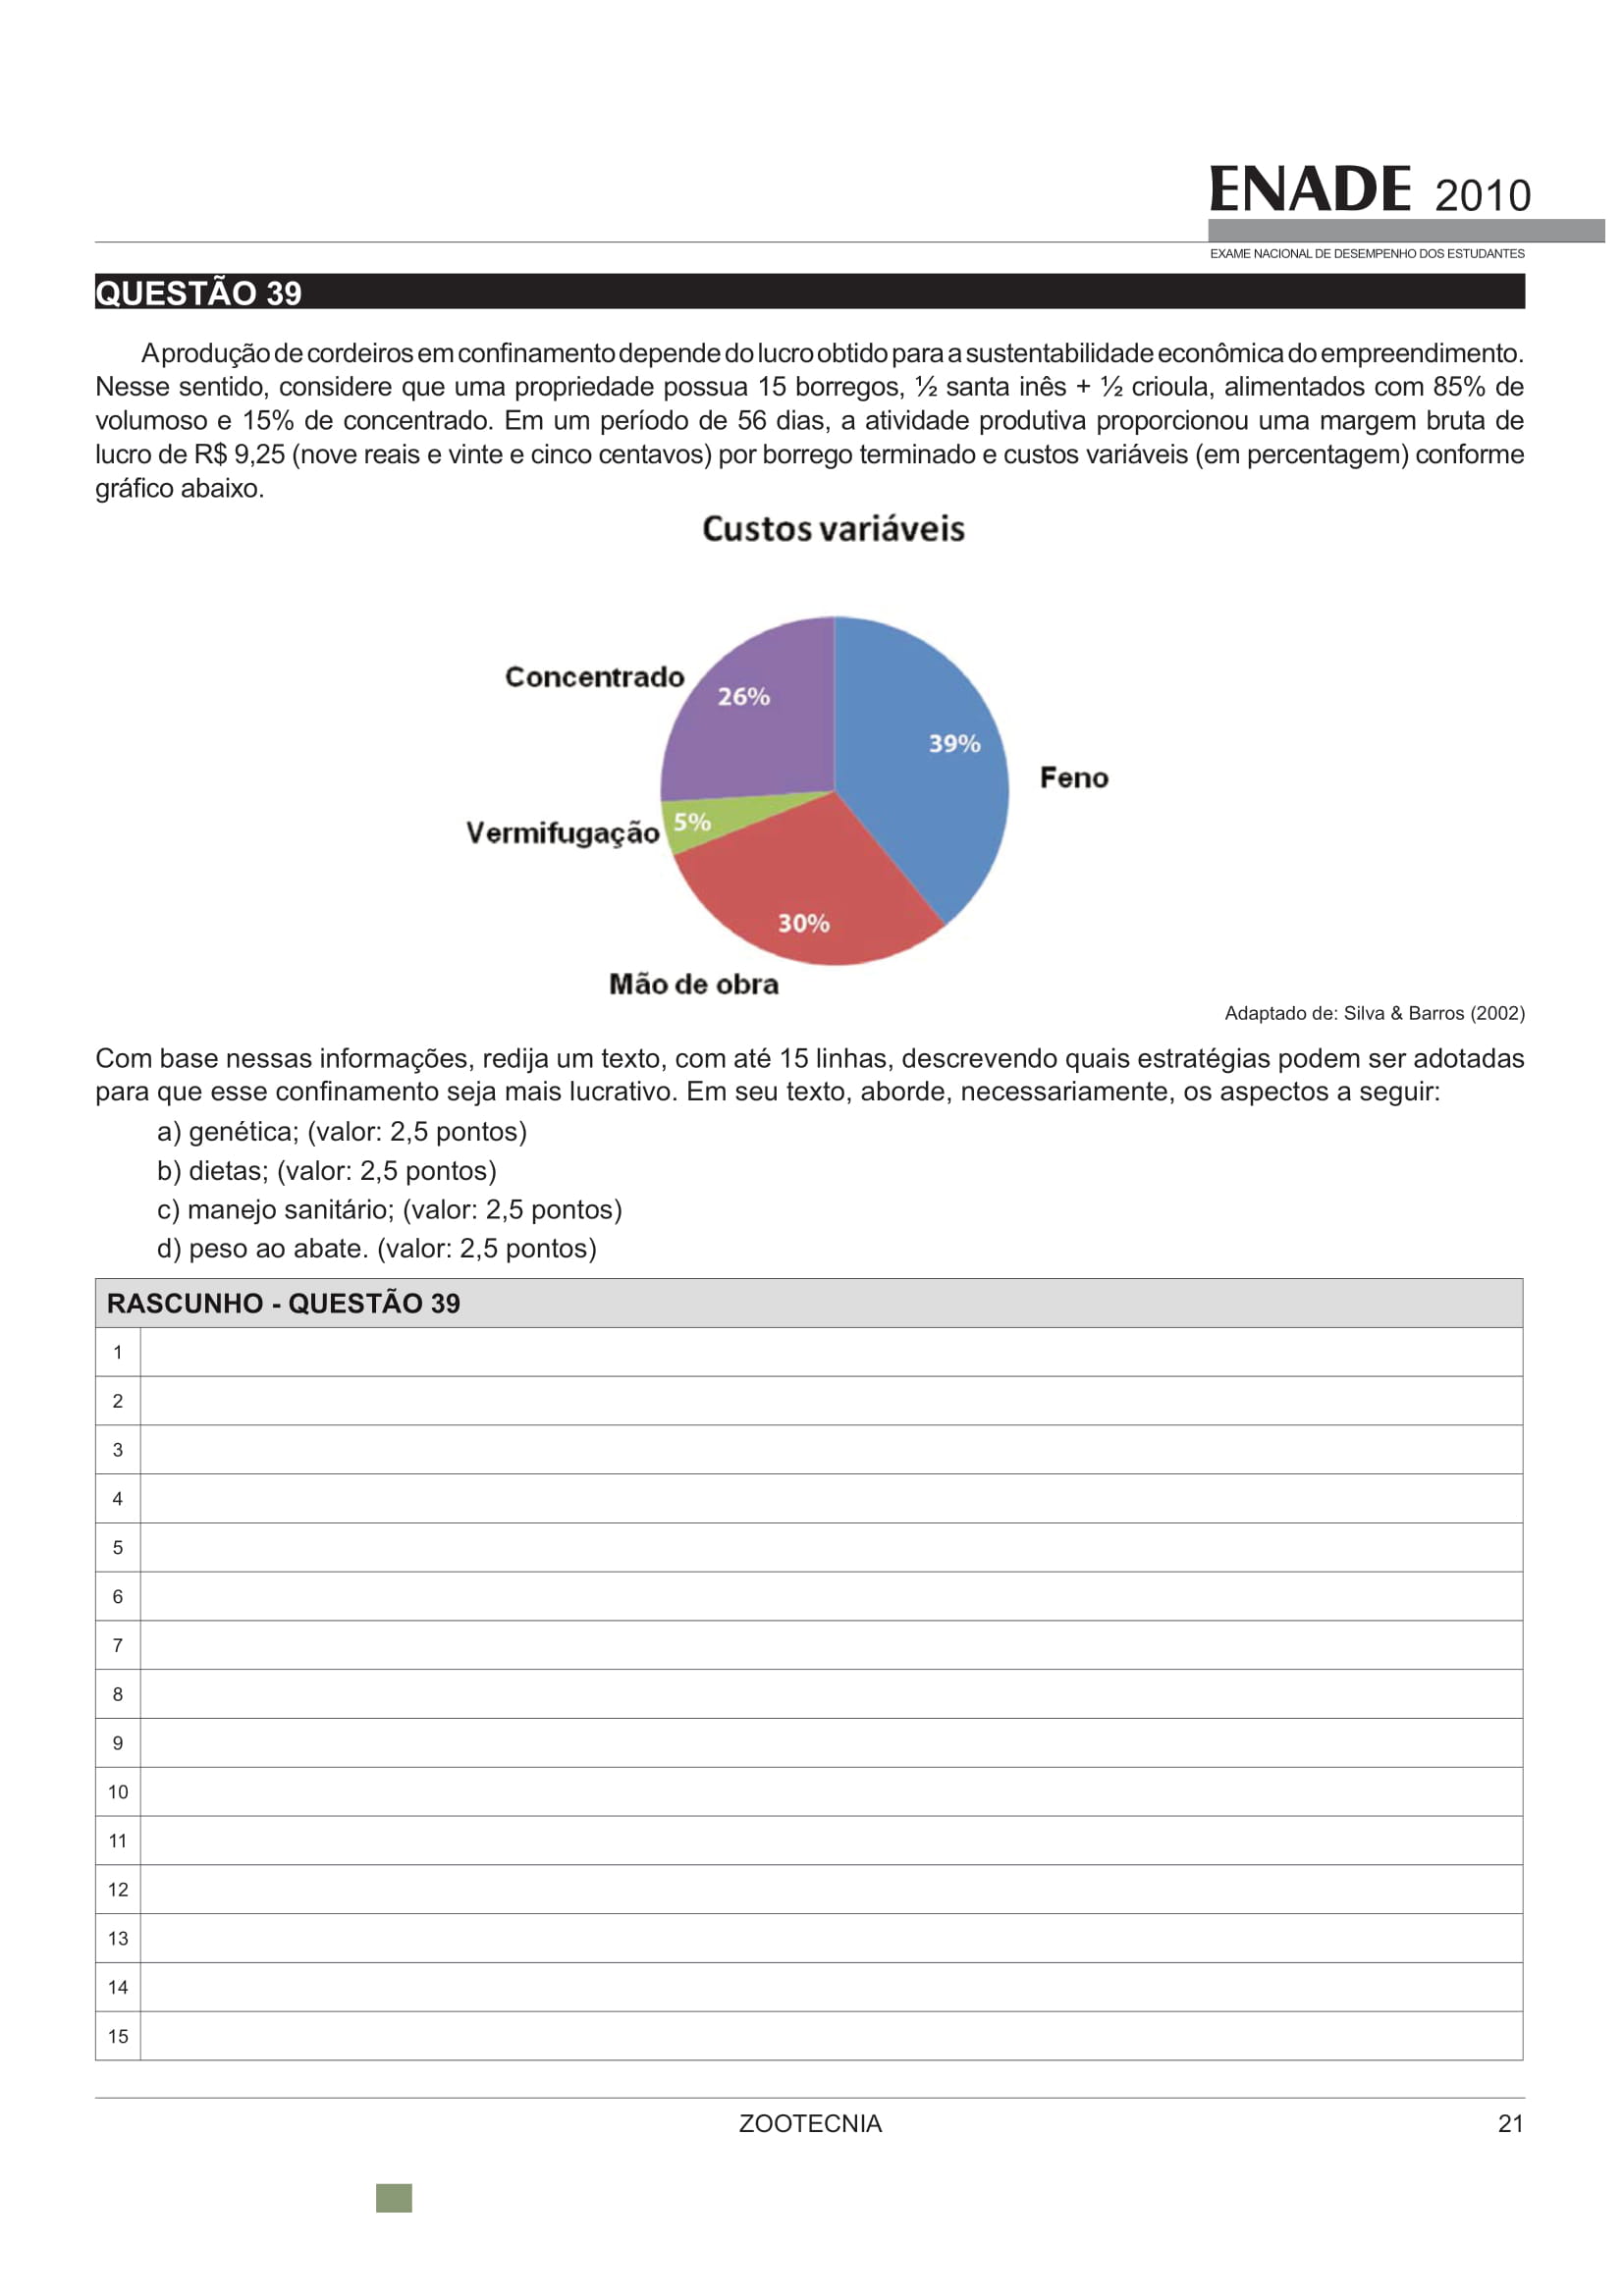 ENADE 2010
EXAME NACIONAL DE DESEMPENHO DOS ESTUDANTES
QUESTÃO 39
A produção de cordeiros em confinamento depende do lucro obtido para a sustentabilidade econômica do empreendimento.
Nesse sentido, considere que uma propriedade possua 15 borregos, ½ santa inês + ½ crioula, alimentados com 85% de
volumoso e 15% de concentrado. Em um período de 56 dias, a atividade produtiva proporcionou uma margem bruta de
lucro de R$ 9,25 (nove reais e vinte e cinco centavos) por borrego terminado e custos variáveis (em percentagem) conforme
gráfico abaixo.
Custos variáveis
Concentrado
26%
39%
Feno
Vermifugação
5%
30%
Mão de obra
Adaptado de: Silva & Barros (2002)
Com base nessas informações, redija um texto, com até 15 linhas, descrevendo quais estratégias podem ser adotadas
para que esse confinamento seja mais lucrativo. Em seu texto, aborde, necessariamente, os aspectos a seguir:
a) genética; (valor: 2,5 pontos)
b) dietas; (valor: 2,5 pontos)
c) manejo sanitário; (valor: 2,5 pontos)
d) peso ao abate. (valor: 2,5 pontos)
RASCUNHO - QUESTÃO 39
1
2
3
4
5
6
7
8
9
10
11
12
13
14
15
ZOOTECNIA
21